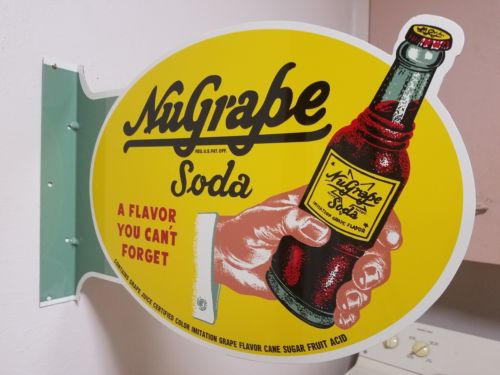 NuGrape
REG. U.S. PAT. OFF.
Soda
A FLAVOR
YOU CAN'T
FORGET
NuGrape
Soda
IMITATION GRAPE FLAVOR
CONTAINS GRAPE JUICE CERTIFIED COLOR IMITATION GRAPE FLAVOR CANE SUGAR FRUIT ACID